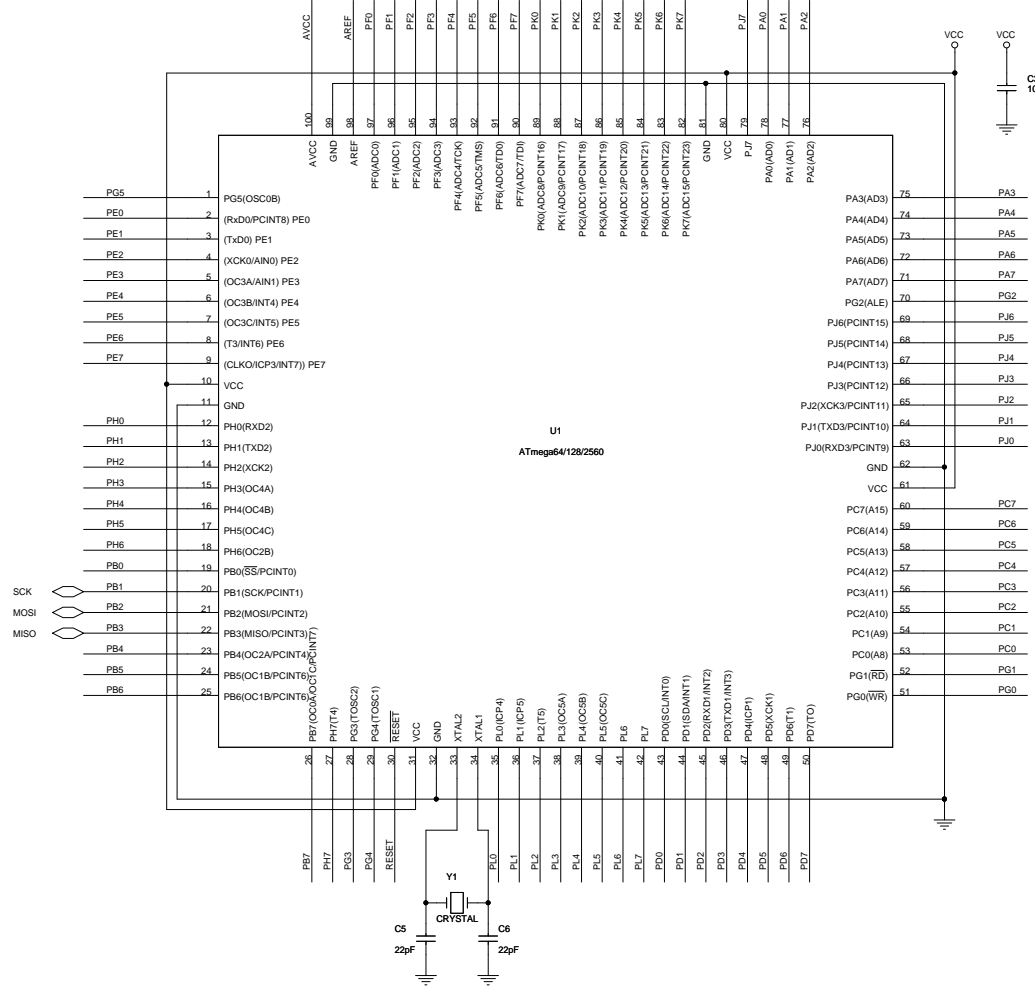 AVCC
AREF
PF0
PF1
PF2
PF3
PF4
PF5
PF6
PF7
PK0
PK1
PK2
PK3
PK4
PK5
PK6
PK7
PJ7
PA0
PA1
PA2
VCC
VCC
100
99
98
97
96
95
94
93
92
91
90
89
88
87
86
85
84
83
82
81
80
79
78
77
76
AVCC
GND
AREF
PF0(ADC0)
PF1(ADC1)
PF2(ADC2)
PF3(ADC3)
PF4(ADC4/TCK)
PF5(ADC5/TMS)
PF6(ADC6/TD0)
PF7(ADC7/TDI)
PK0(ADC8/PCINT16)
PK1(ADC9/PCINT17)
PK2(ADC10/PCINT18)
PK3(ADC11/PCINT19)
PK4(ADC12/PCINT20)
PK5(ADC13/PCINT21)
PK6(ADC14/PCINT22)
PK7(ADC15/PCINT23)
GND
VCC
PJ7
PA0(AD0)
PA1(AD1)
PA2(AD2)
PG5 1 PG5(OSC0B)
PE0 2 (RxD0/PCINT8) PE0
PE1 3 (TxD0) PE1
PE2 4 (XCK0/AIN0) PE2
PE3 5 (OC3A/AIN1) PE3
PE4 6 (OC3B/INT4) PE4
PE5 7 (OC3C/INT5) PE5
PE6 8 (T3/INT6) PE6
PE7 9 (CLKO/ICP3/INT7)) PE7
10 VCC
11 GND
PH0 12 PH0(RXD2)
PH1 13 PH1(TXD2)
PH2 14 PH2(XCK2)
PH3 15 PH3(OC4A)
PH4 16 PH4(OC4B)
PH5 17 PH5(OC4C)
PH6 18 PH6(OC2B)
PB0 19 PB0(SS/PCINT0)
SCK PB1 20 PB1(SCK/PCINT1)
MOSI PB2 21 PB2(MOSI/PCINT2)
MISO PB3 22 PB3(MISO/PCINT3)
PB4 23 PB4(OC2A/PCINT4)
PB5 24 PB5(OC1B/PCINT6)
PB6 25 PB6(OC1B/PCINT6)
U1
ATmega64/128/2560
PA3(AD3) 75 PA3
PA4(AD4) 74 PA4
PA5(AD5) 73 PA5
PA6(AD6) 72 PA6
PA7(AD7) 71 PA7
PG2(ALE) 70 PG2
PJ6(PCINT15) 69 PJ6
PJ5(PCINT14) 68 PJ5
PJ4(PCINT13) 67 PJ4
PJ3(PCINT12) 66 PJ3
PJ2(XCK3/PCINT11) 65 PJ2
PJ1(TXD3/PCINT10) 64 PJ1
PJ0(RXD3/PCINT9) 63 PJ0
GND 62
VCC 61
PC7(A15) 60 PC7
PC6(A14) 59 PC6
PC5(A13) 58 PC5
PC4(A12) 57 PC4
PC3(A11) 56 PC3
PC2(A10) 55 PC2
PC1(A9) 54 PC1
PC0(A8) 53 PC0
PG1(RD) 52 PG1
PG0(WR) 51 PG0
PB7(OC0A/OC1C/PCINT7)
PH7(T4)
PG3(TOSC2)
PG4(TOSC1)
RESET
VCC
GND
XTAL2
XTAL1
PL0(ICP4)
PL1(ICP5)
PL2(T5)
PL3(OC5A)
PL4(OC5B)
PL5(OC5C)
PL6
PL7
PD0(SCL/INT0)
PD1(SDA/INT1)
PD2(RXD1/INT2)
PD3(TXD1/INT3)
PD4(ICP1)
PD5(XCK1)
PD6(T1)
PD7(TO)
26
27
28
29
30
31
32
33
34
35
36
37
38
39
40
41
42
43
44
45
46
47
48
49
50
PB7
PH7
PG3
PG4
RESET
PL0
PL1
PL2
PL3
PL4
PL5
PL6
PL7
PD0
PD1
PD2
PD3
PD4
PD5
PD6
PD7
Y1
CRYSTAL
C5
22pF
C6
22pF